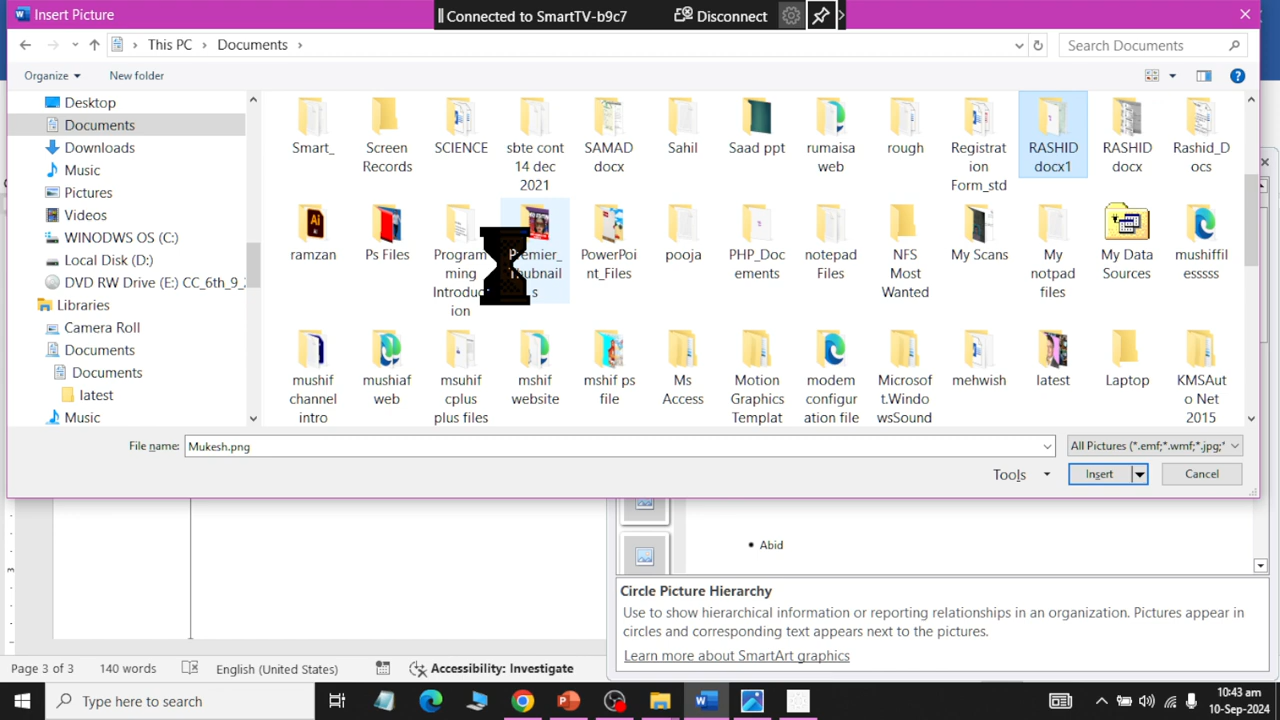 Insert Picture
Connected to SmartTV-b9c7
Disconnect
This PC
Documents
Search Documents
Organize
New folder
Desktop
Documents
Downloads
Music
Pictures
Videos
WINODWS OS (C:)
Local Disk (D:)
DVD RW Drive (E:) CC_6th_9_
Libraries
Camera Roll
Documents
Documents
latest
Music
Smart_
Screen Records
SCIENCE
sbte cont 14 dec 2021
SAMAD docx
Sahil
Saad ppt
rumaisa web
rough
Registrat ion Form_std
RASHID docx1
RASHID docx
Rashid_D ocs
ramzan
Ps Files
Program ming Introduc ion
PowerPoi nt_Files
pooja
PHP_Doc ements
notepad Files
NFS Most Wanted
My Scans
My notpad files
My Data Sources
mushiffil esssss
mushif channel intro
mushiaf web
msuhif cplus plus files
mshif website
mshif ps file
Ms Access
Motion Graphics Templat
modem configur ation file
Microsof t.Windo wsSound
mehwish
latest
Laptop
KMSAut o Net 2015
File name:
Mukesh.png
All Pictures (*.emf;*.wmf;*.jpg;*
Tools
Insert
Cancel
Abid
Circle Picture Hierarchy
Use to show hierarchical information or reporting relationships in an organization. Pictures appear in
circles and corresponding text appears next to the pictures.
Learn more about SmartArt graphics
Page 3 of 3
140 words
English (United States)
Accessibility: Investigate
Type here to search
10:43 am
10-Sep-2024